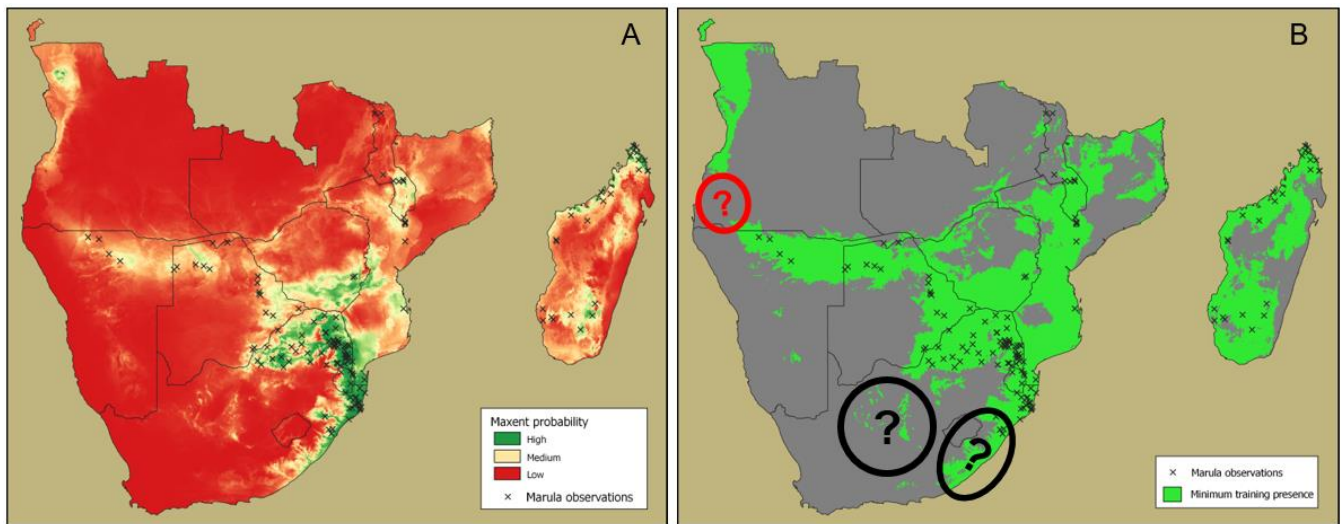 A
Maxent probability
High
Medium
Low
× Marula observations
B
?
?
?
× Marula observations
Minimum training presence